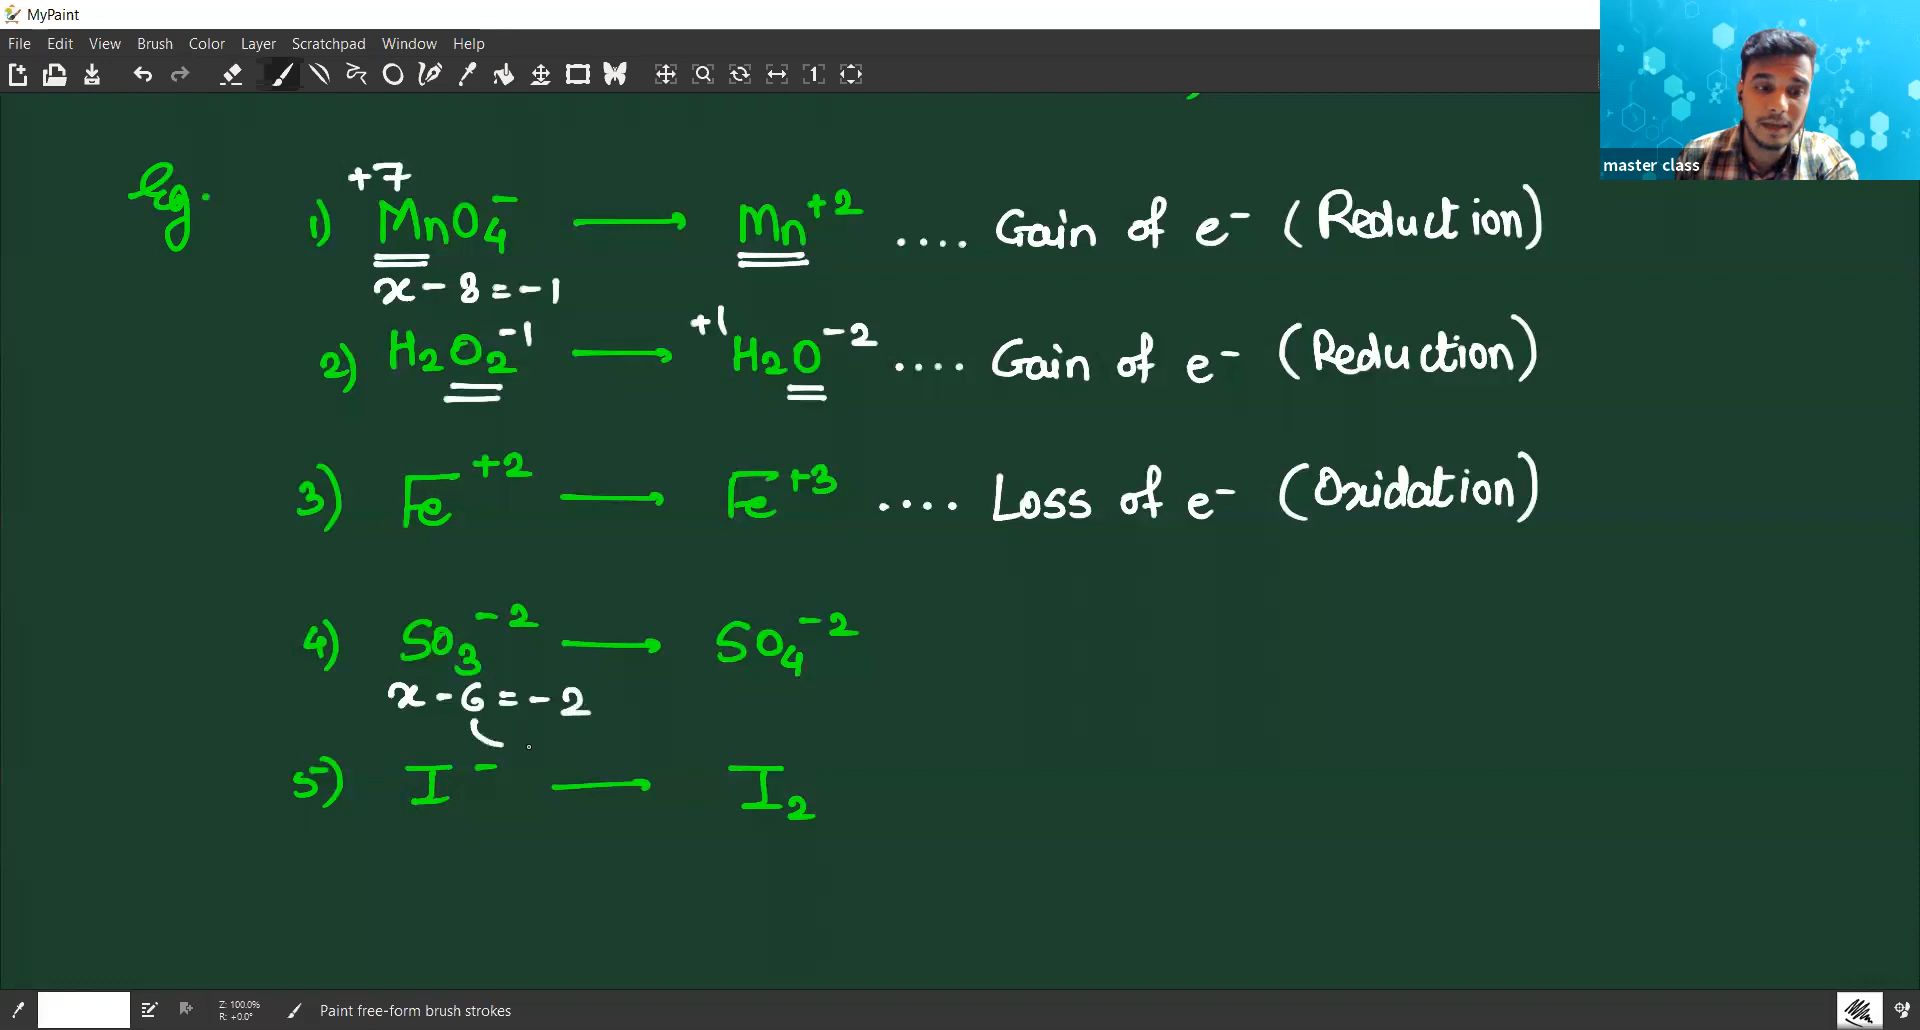 MyPaint
File Edit View Brush Color Layer Scratchpad Window Help
1
master class
Eg.
+7
1) MnO4⁻ → Mn⁺² .... Gain of e⁻ (Reduction)
x - 8 = -1
2) H2O2⁻¹ → ⁺¹H2O⁻² .... Gain of e⁻ (Reduction)
3) Fe⁺² → Fe⁺³ .... Loss of e⁻ (Oxidation)
4) SO3⁻² → SO4⁻²
x - 6 = -2
5) I⁻ → I2
Z: 100.0%
R: +0.0°
Paint free-form brush strokes